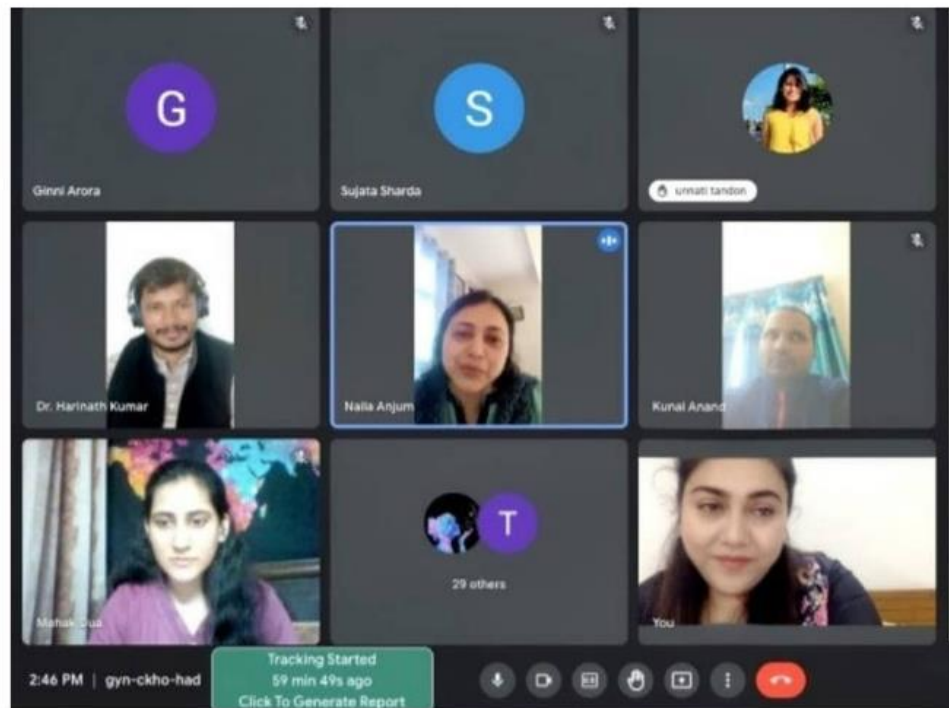 G
Ginni Arora
S
Sujata Sharda
unnati tandon
Dr. Harinath Kumar
Naila Anjum
Kunal Anand
Mahak Dua
T
29 others
You
2:46 PM | gyn-ckho-had
Tracking Started
59 min 49s ago
Click To Generate Report